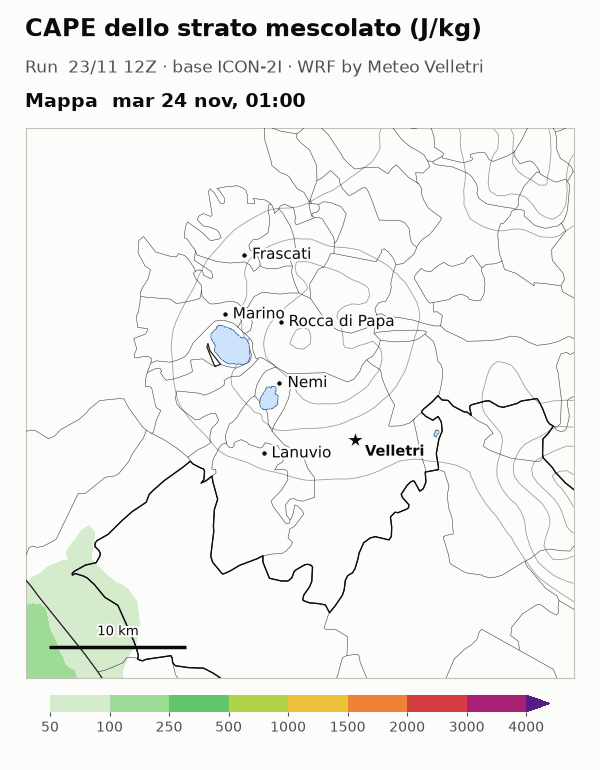 CAPE dello strato mescolato (J/kg)
Run  23/11 12Z · base ICON-2I · WRF by Meteo Velletri
Mappa  mar 24 nov, 01:00
Frascati
Marino
Rocca di Papa
Nemi
Velletri
Lanuvio
10 km
50 100 250 500 1000 1500 2000 3000 4000